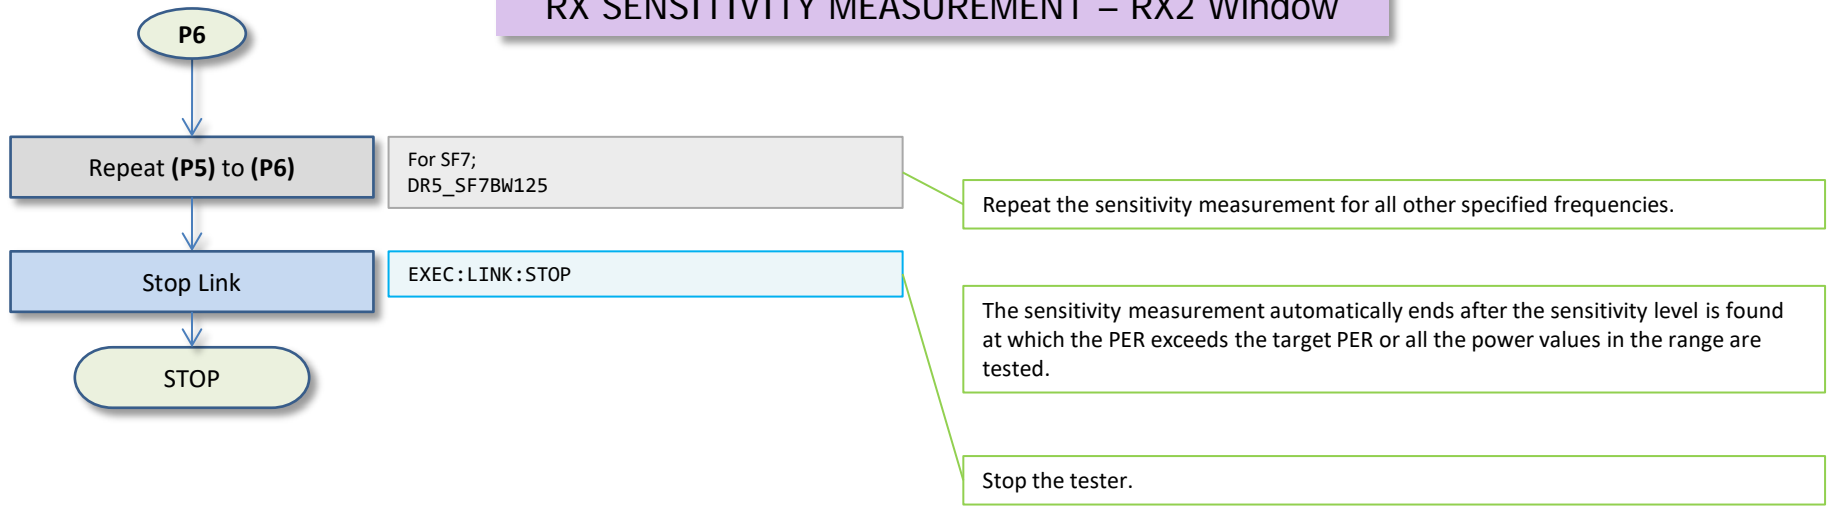 RX SENSITIVITY MEASUREMENT – RX2 Window
P6
Repeat (P5) to (P6)
For SF7;
DR5_SF7BW125
Repeat the sensitivity measurement for all other specified frequencies.
Stop Link
EXEC:LINK:STOP
The sensitivity measurement automatically ends after the sensitivity level is found
at which the PER exceeds the target PER or all the power values in the range are
tested.
STOP
Stop the tester.